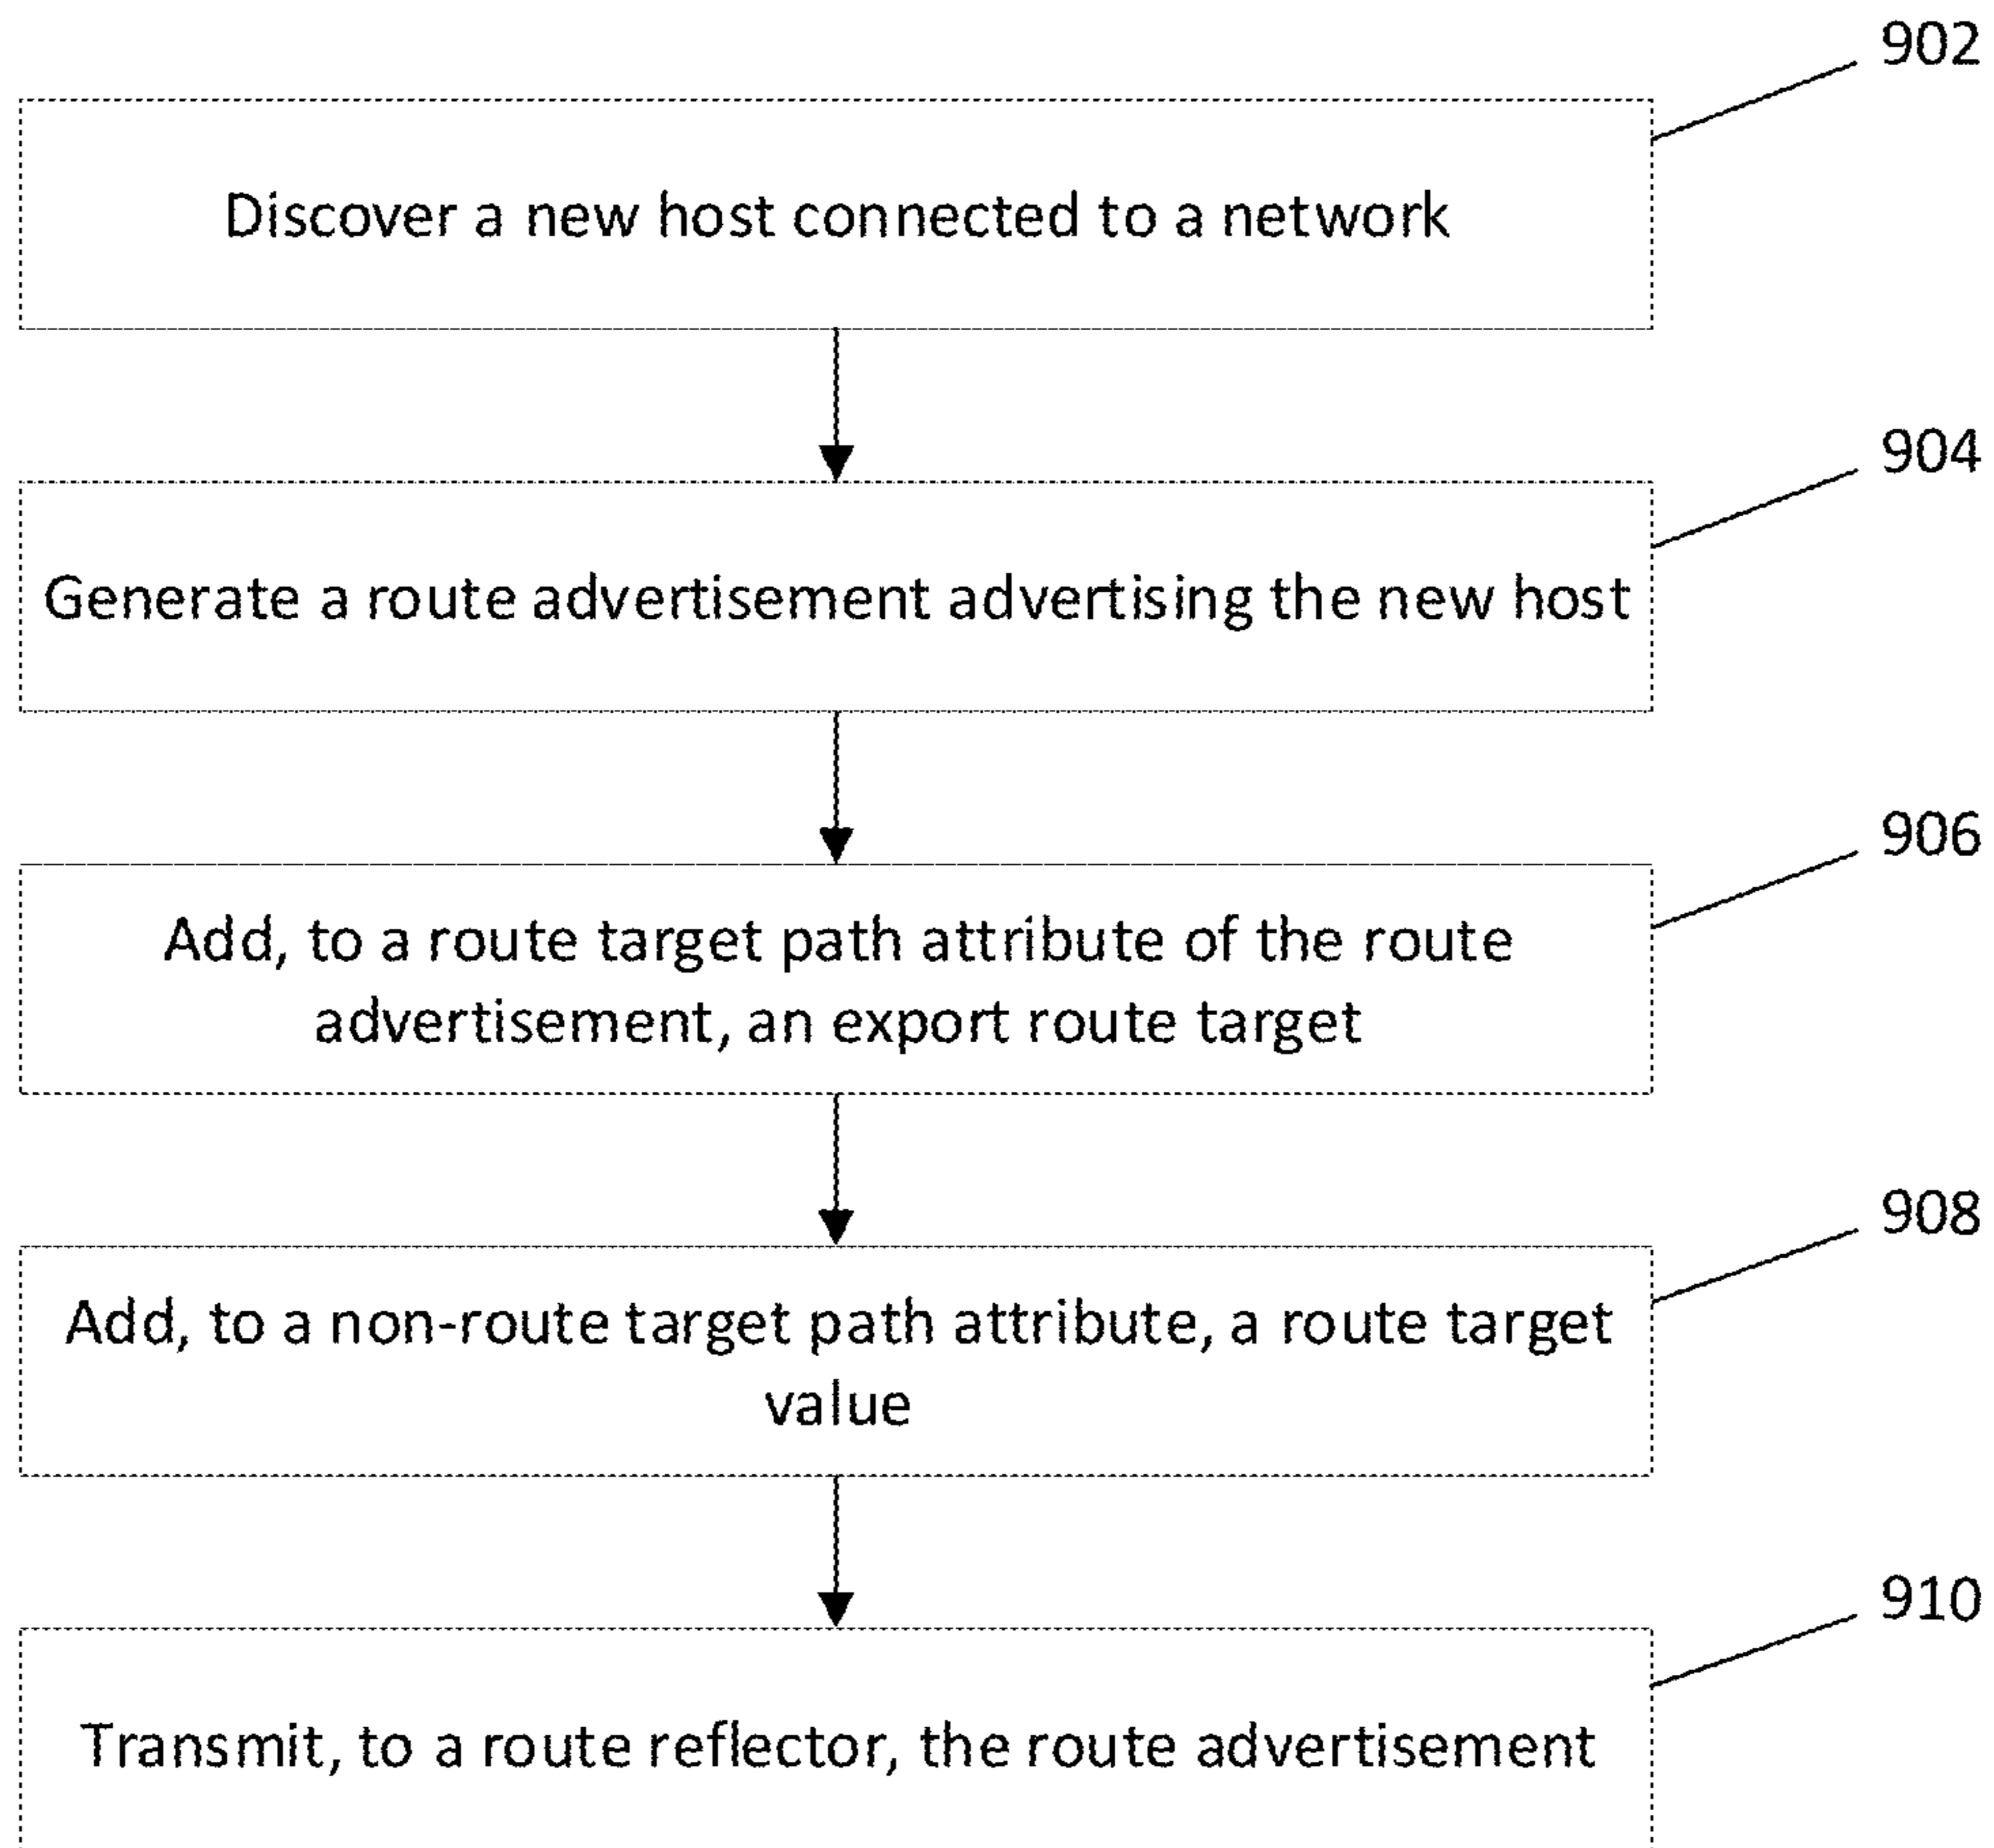 902
Discover a new host connected to a network
904
Generate a route advertisement advertising the new host
906
Add, to a route target path attribute of the route
advertisement, an export route target
908
Add, to a non-route target path attribute, a route target
value
910
Transmit, to a route reflector, the route advertisement